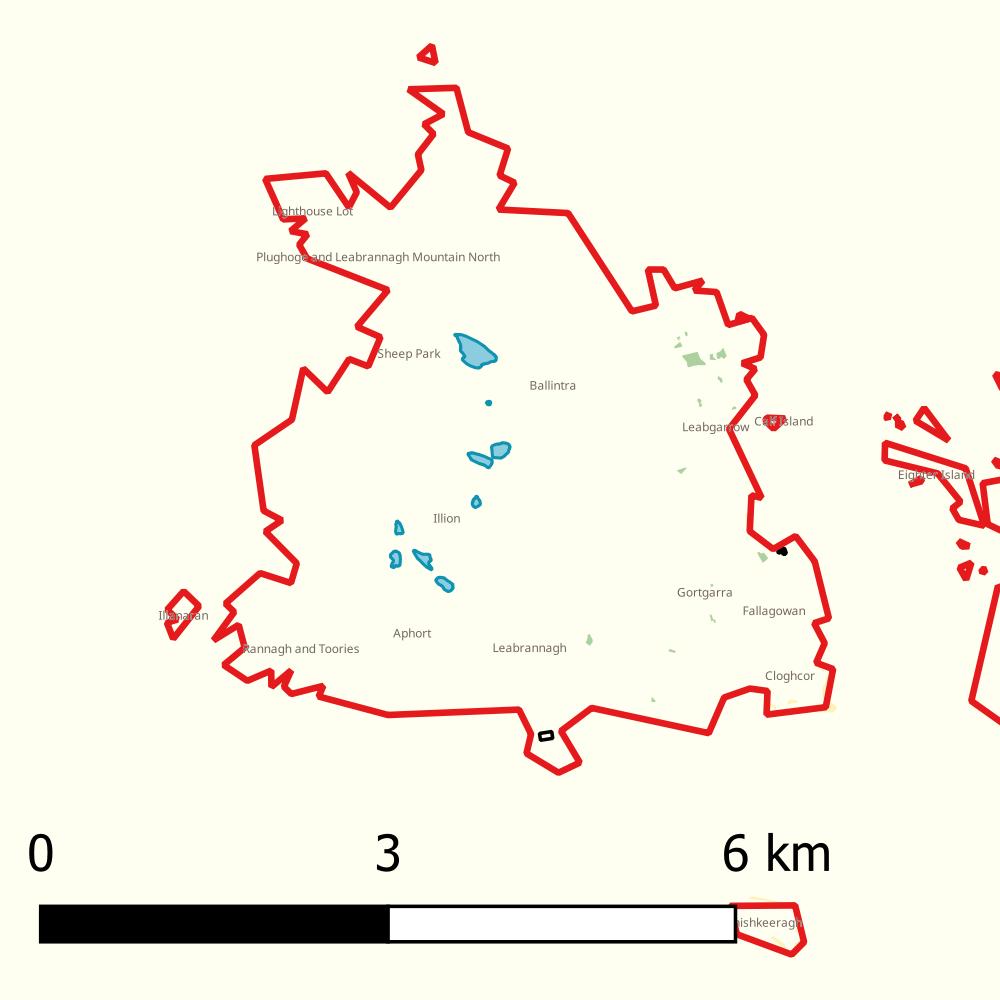 Lighthouse Lot
Plughoge and Leabrannagh Mountain North
Sheep Park
Ballintra
Leabgarrow
Calf Island
Eighter Island
Illion
Gortgarra
Fallagowan
Illanaran
Aphort
Rannagh and Toories
Leabrannagh
Cloghcor
0
3
6 km
nishkeeragh